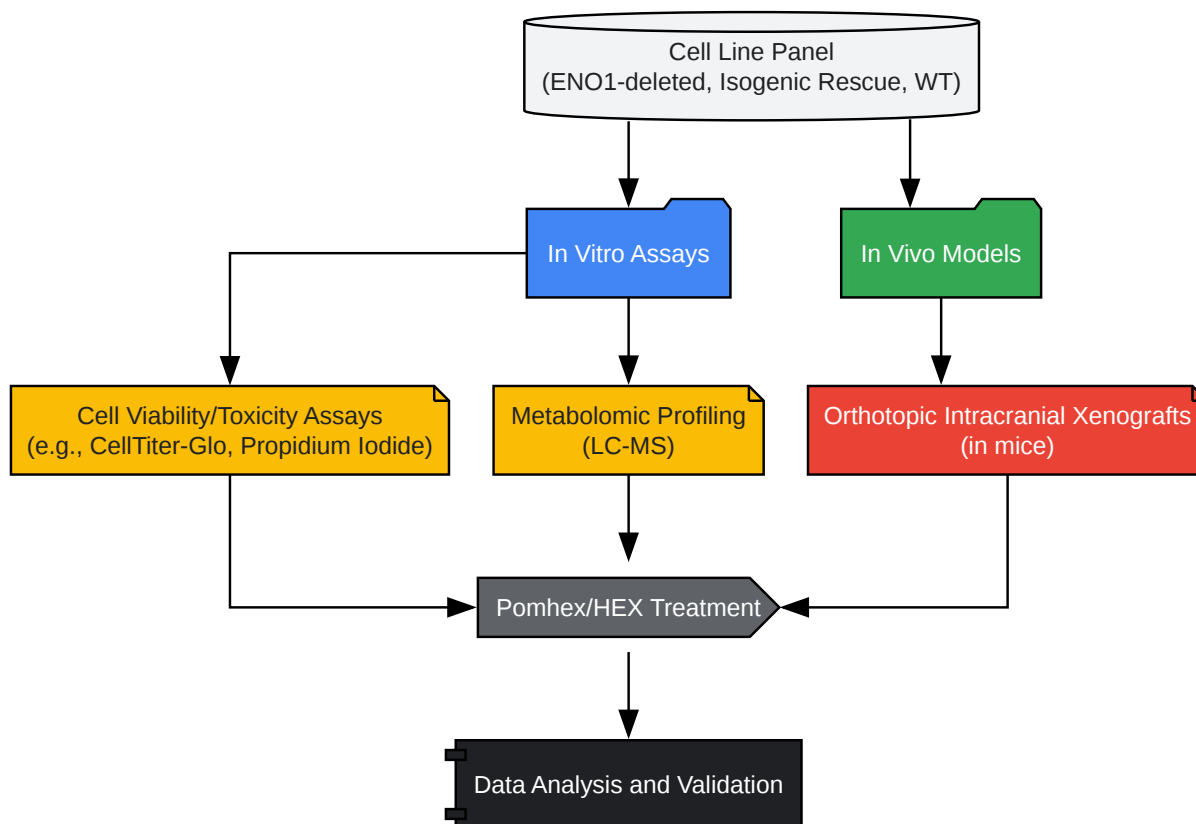 Cell Line Panel
(ENO1-deleted, Isogenic Rescue, WT)
In Vitro Assays
In Vivo Models
Cell Viability/Toxicity Assays
(e.g., CellTiter-Glo, Propidium Iodide)
Metabolomic Profiling
(LC-MS)
Orthotopic Intracranial Xenografts
(in mice)
Pomhex/HEX Treatment
Data Analysis and Validation